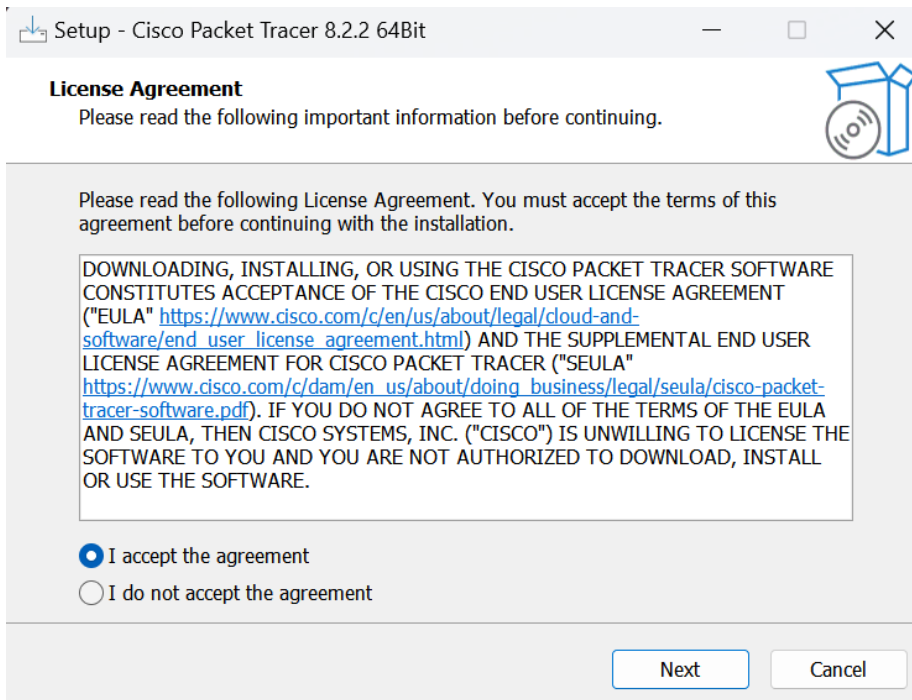 Setup - Cisco Packet Tracer 8.2.2 64Bit
License Agreement
Please read the following important information before continuing.
Please read the following License Agreement. You must accept the terms of this
agreement before continuing with the installation.
DOWNLOADING, INSTALLING, OR USING THE CISCO PACKET TRACER SOFTWARE
CONSTITUTES ACCEPTANCE OF THE CISCO END USER LICENSE AGREEMENT
("EULA" https://www.cisco.com/c/en/us/about/legal/cloud-and-
software/end_user_license_agreement.html) AND THE SUPPLEMENTAL END USER
LICENSE AGREEMENT FOR CISCO PACKET TRACER ("SEULA"
https://www.cisco.com/c/dam/en_us/about/doing_business/legal/seula/cisco-packet-
tracer-software.pdf). IF YOU DO NOT AGREE TO ALL OF THE TERMS OF THE EULA
AND SEULA, THEN CISCO SYSTEMS, INC. ("CISCO") IS UNWILLING TO LICENSE THE
SOFTWARE TO YOU AND YOU ARE NOT AUTHORIZED TO DOWNLOAD, INSTALL
OR USE THE SOFTWARE.
I accept the agreement
I do not accept the agreement
Next Cancel